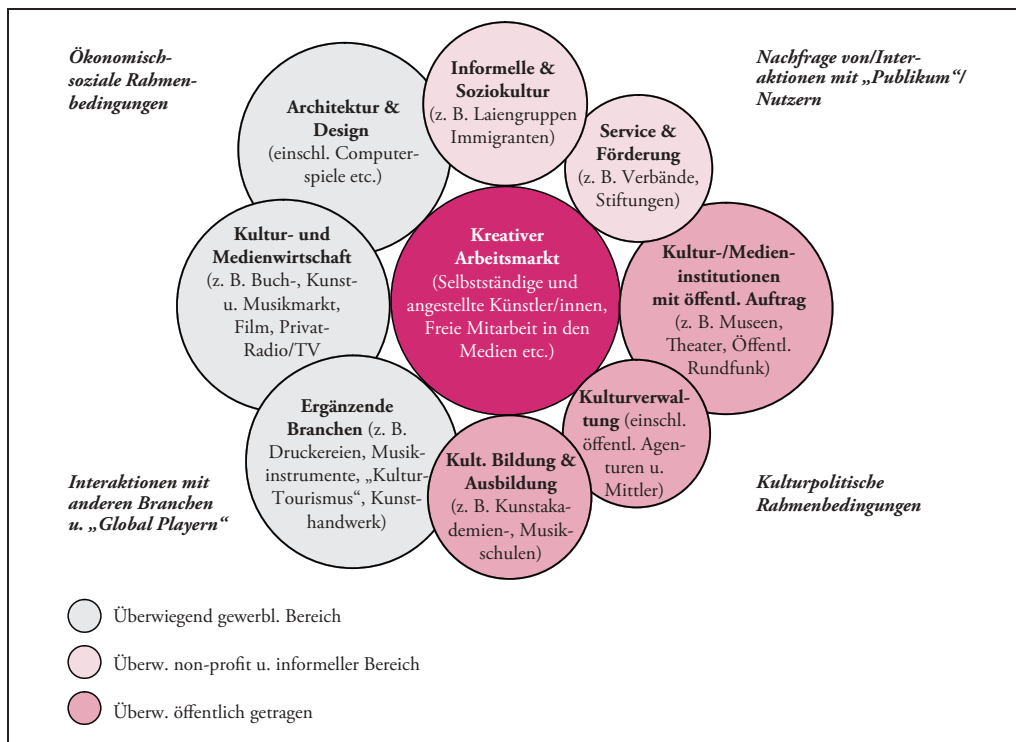 Ökonomisch-
soziale Rahmen-
bedingungen
Informelle &
Soziokultur
(z. B. Laiengruppen
Immigranten)
Nachfrage von/Inter-
aktionen mit „Publikum“/
Nutzern
Architektur &
Design
(einschl. Computer-
spiele etc.)
Service &
Förderung
(z. B. Verbände,
Stiftungen)
Kultur- und
Medienwirtschaft
(z. B. Buch-, Kunst-
u. Musikmarkt,
Film, Privat-
Radio/TV
Kreativer
Arbeitsmarkt
(Selbstständige und
angestellte Künstler/innen,
Freie Mitarbeit in den
Medien etc.)
Kultur-/Medien-
institutionen
mit öffentl. Auftrag
(z. B. Museen,
Theater, Öffentl.
Rundfunk)
Ergänzende
Branchen (z. B.
Druckereien, Musik-
instrumente, „Kultur-
Tourismus“, Kunst-
handwerk)
Kult. Bildung &
Ausbildung
(z. B. Kunstaka-
demien-, Musik-
schulen)
Kulturverwal-
tung (einschl.
öffentl. Agen-
turen u.
Mittler)
Interaktionen mit
anderen Branchen
u. „Global Playern“
Kulturpolitische
Rahmenbedingungen
Überwiegend gewerbl. Bereich
Überw. non-profit u. informeller Bereich
Überw. öffentlich getragen